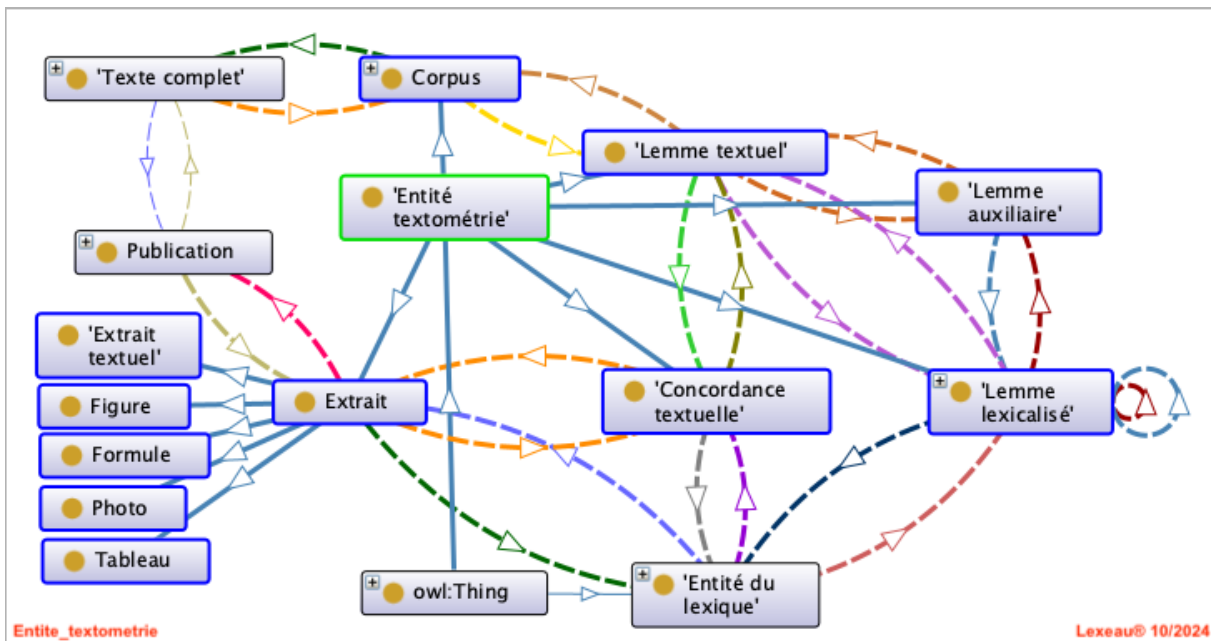 'Texte complet'
Corpus
'Lemme textuel'
'Entité
textométrie'
'Lemme
auxiliaire'
Publication
'Extrait
textuel'
Extrait
'Concordance
textuelle'
'Lemme
lexicalisé'
Figure
Formule
Photo
Tableau
owl:Thing
'Entité du
lexique'
Entite_textometrie
Lexeau® 10/2024